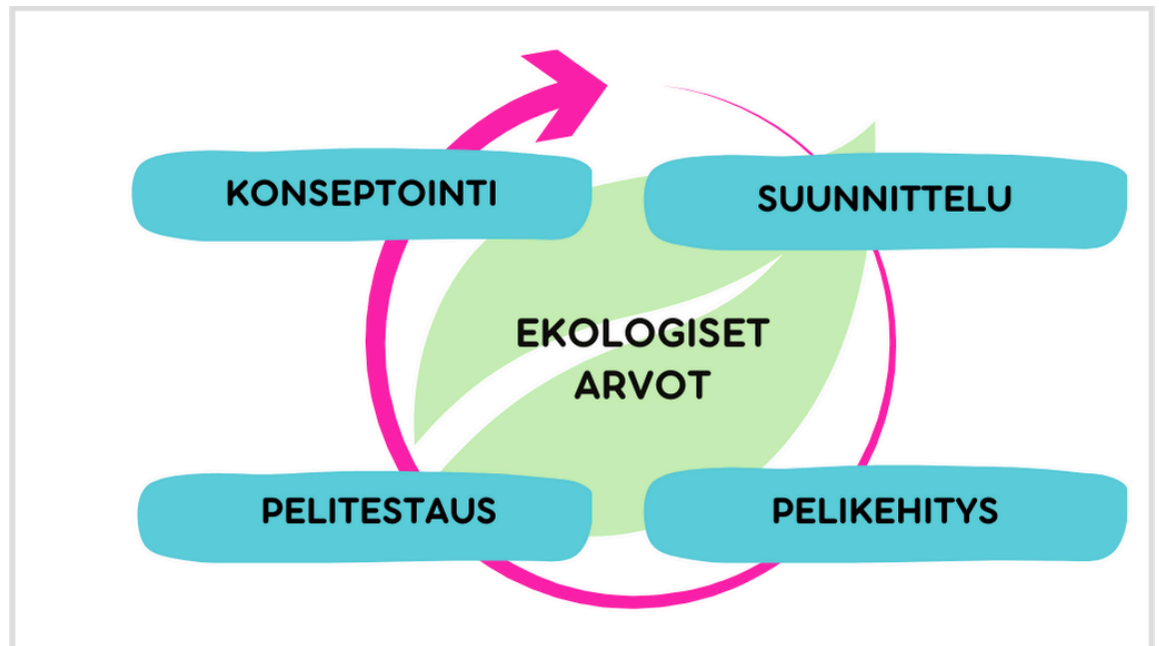 KONSEPTOINTI
SUUNNITTELU
EKOLOGISET
ARVOT
PELITESTAUS
PELIKEHITYS